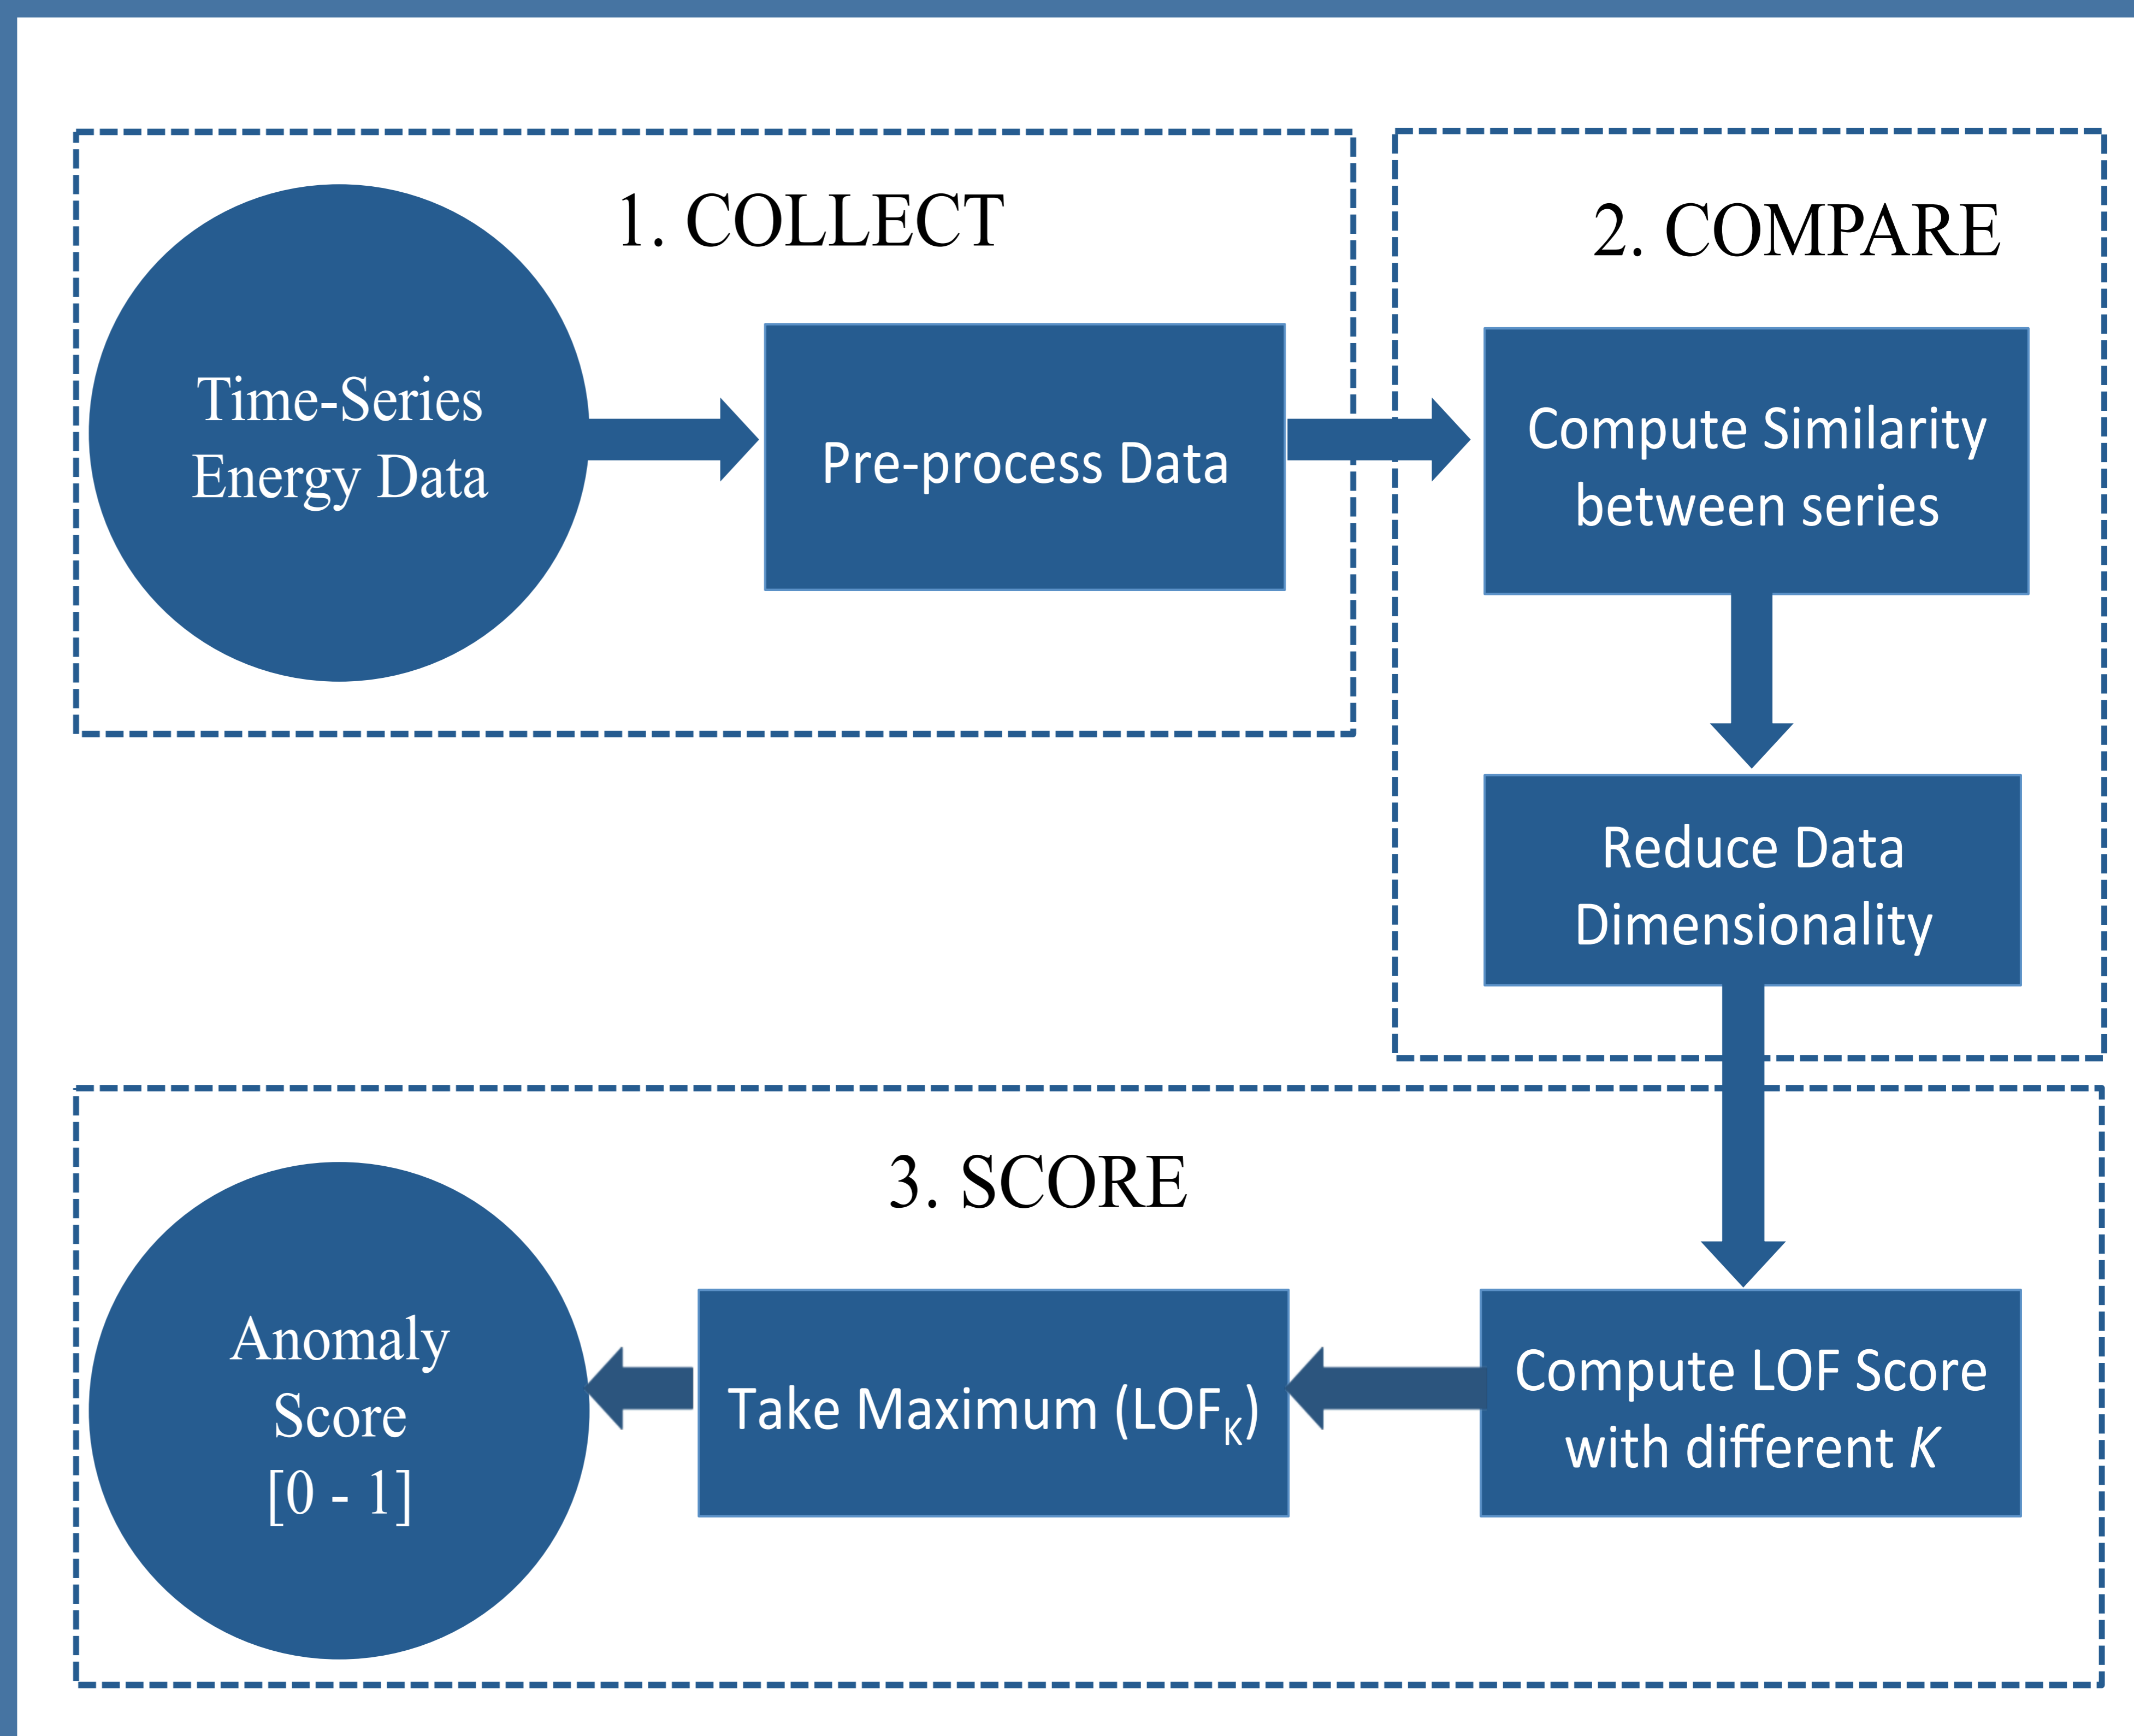 1. COLLECT
Time-Series
Energy Data
Pre-process Data
2. COMPARE
Compute Similarity
between series
Reduce Data
Dimensionality
3. SCORE
Compute LOF Score
with different K
Take Maximum (LOFK)
Anomaly
Score
[0 - 1]